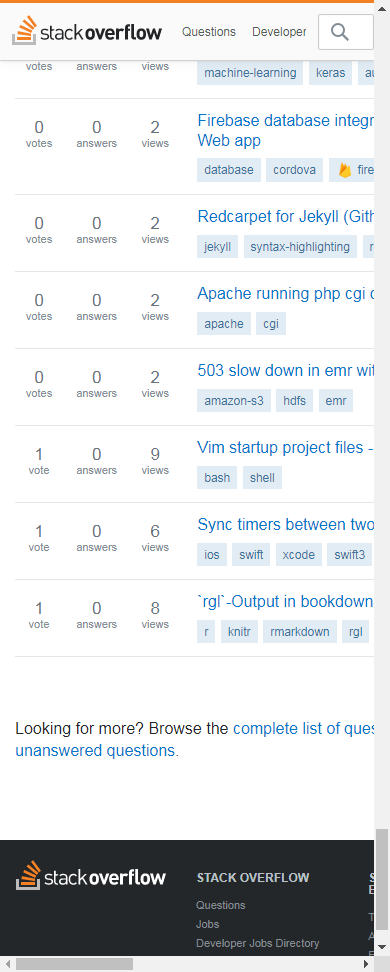 stackoverflow Questions Developer
votes answers views
machine-learning keras
0 0 2
votes answers views
Firebase database
Web app
database cordova
0 0 2
votes answers views
Redcarpet for Jekyll
jekyll syntax-highlighting
0 0 2
votes answers views
Apache running php cgi
apache cgi
0 0 2
votes answers views
503 slow down in emr
amazon-s3 hdfs emr
1 0 9
vote answers views
Vim startup project files -
bash shell
1 0 6
vote answers views
Sync timers between two
ios swift xcode swift3
1 0 8
vote answers views
`rgl`-Output in bookdown
r knitr rmarkdown rgl
Looking for more? Browse the complete list of
unanswered questions.
stackoverflow
STACK OVERFLOW
Questions
Jobs
Developer Jobs Directory